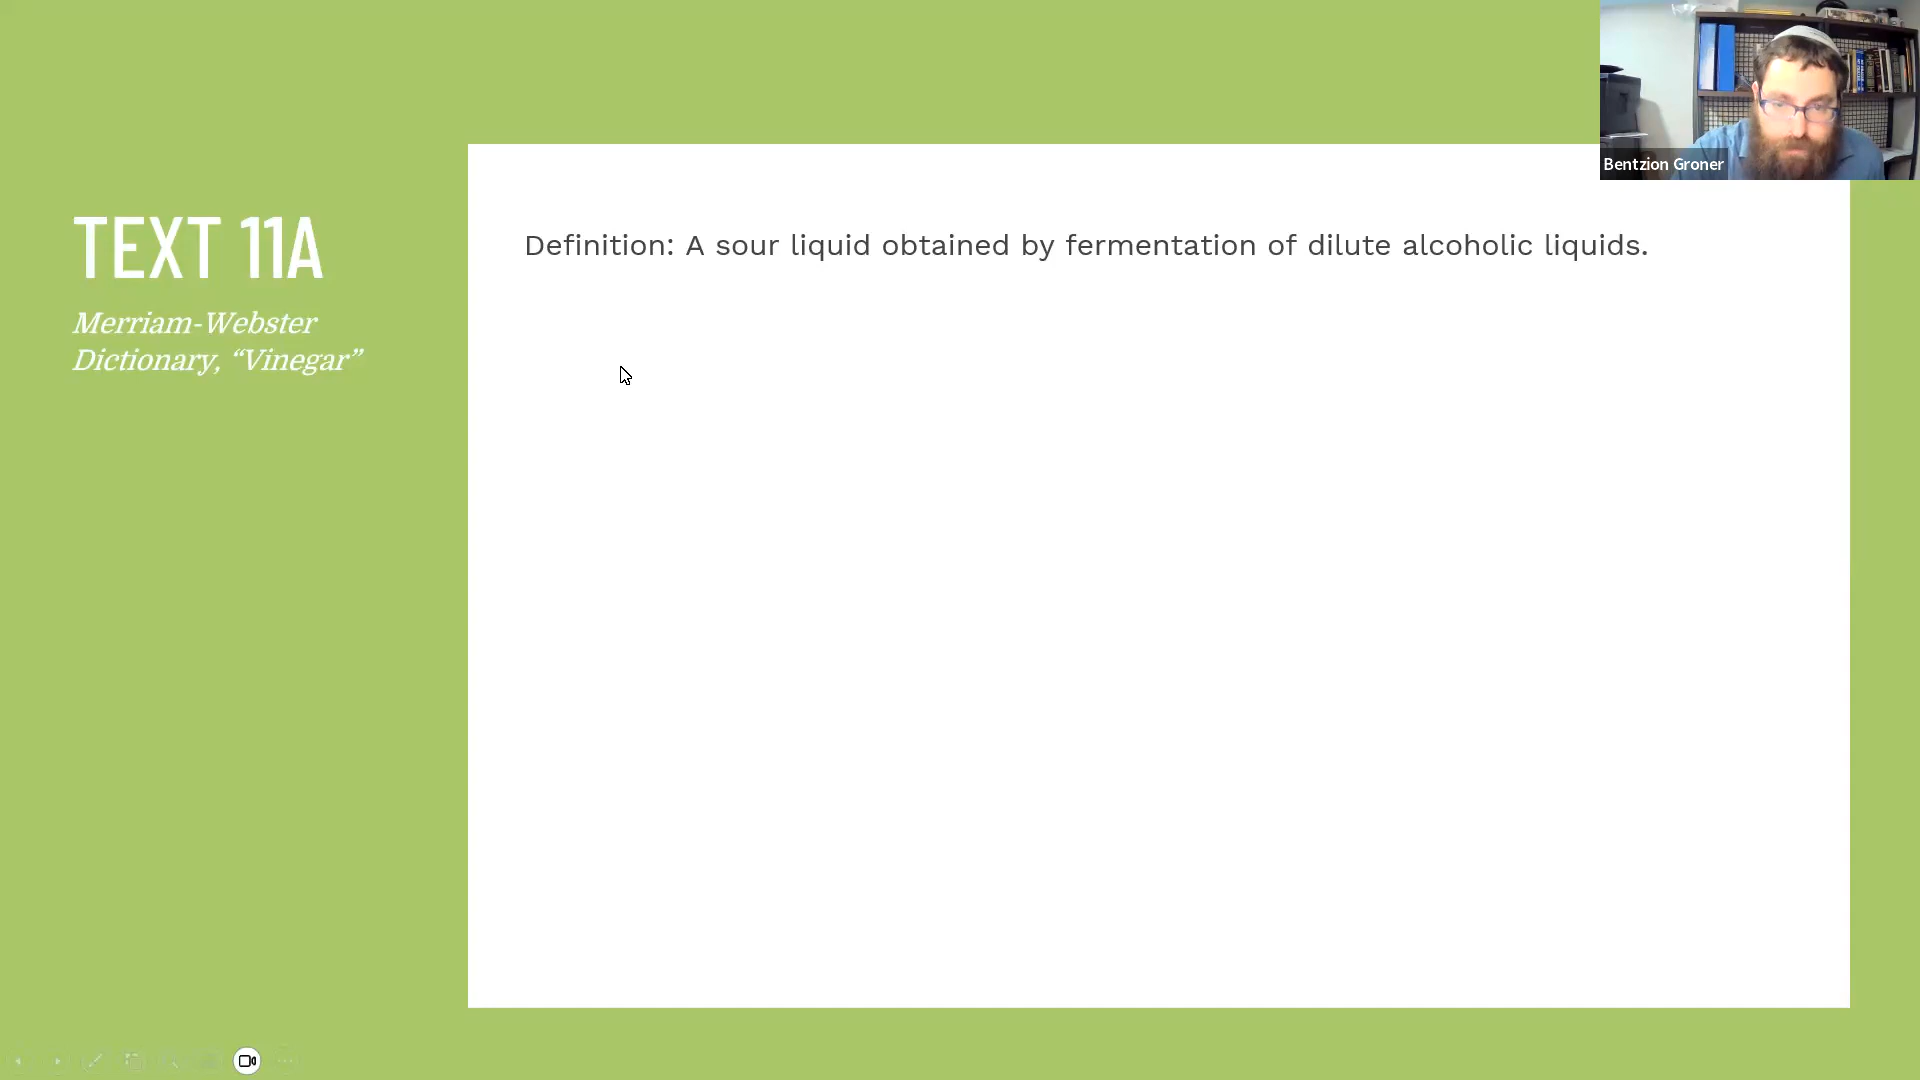 TEXT 11A
Merriam-Webster
Dictionary, “Vinegar”
Definition: A sour liquid obtained by fermentation of dilute alcoholic liquids.
Bentzion Groner